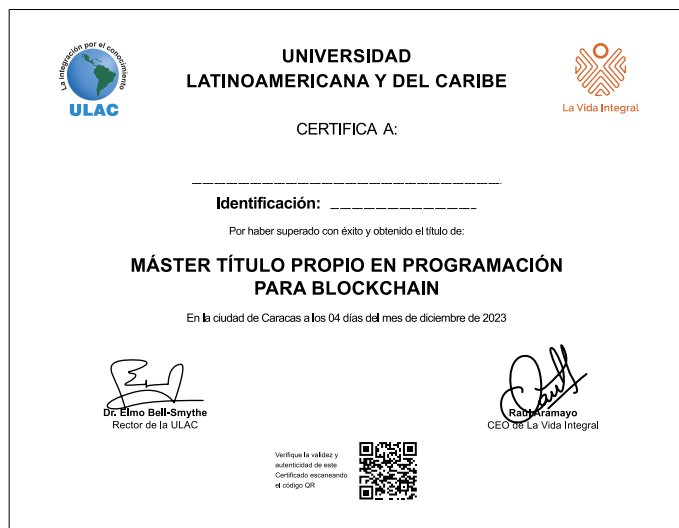 La integración por el conocimiento
ULAC
UNIVERSIDAD
LATINOAMERICANA Y DEL CARIBE
La Vida Integral
CERTIFICA A:
Identificación:
Por haber superado con éxito y obtenido el título de:
MÁSTER TÍTULO PROPIO EN PROGRAMACIÓN
PARA BLOCKCHAIN
En la ciudad de Caracas a los 04 días del mes de diciembre de 2023
Dr. Elmo Bell-Smythe
Rector de la ULAC
Raúl Aramayo
CEO de La Vida Integral
Verifique la validez y
autenticidad de este
Certificado escaneando
el código QR